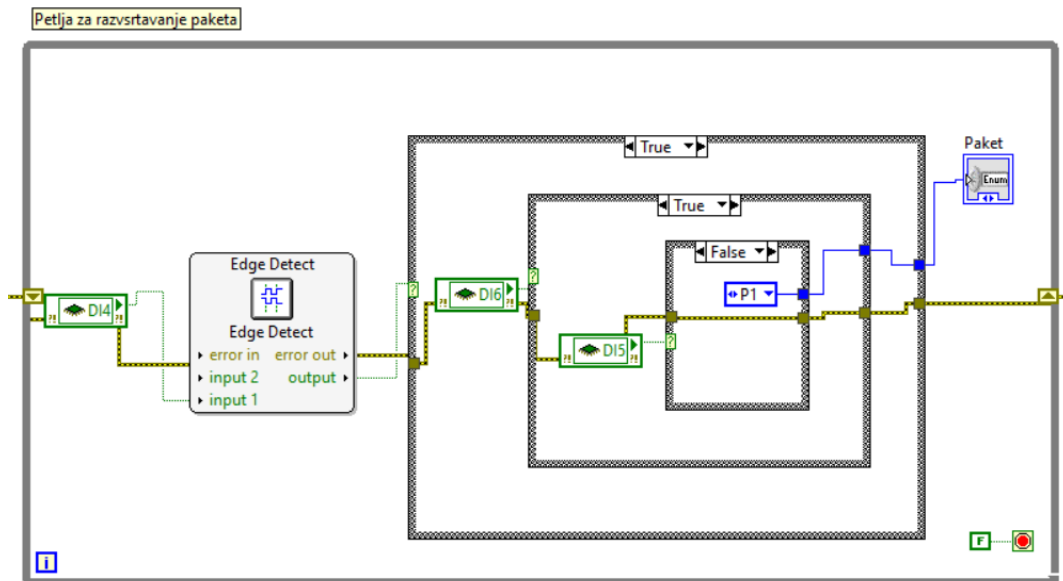 Petlja za razvsrtavanje paketa
True
Paket
Enum
True
Edge Detect
False
DI6
P1
DI4
Edge Detect
error in error out
input 2 output
input 1
DI5
?
?
?
F
i